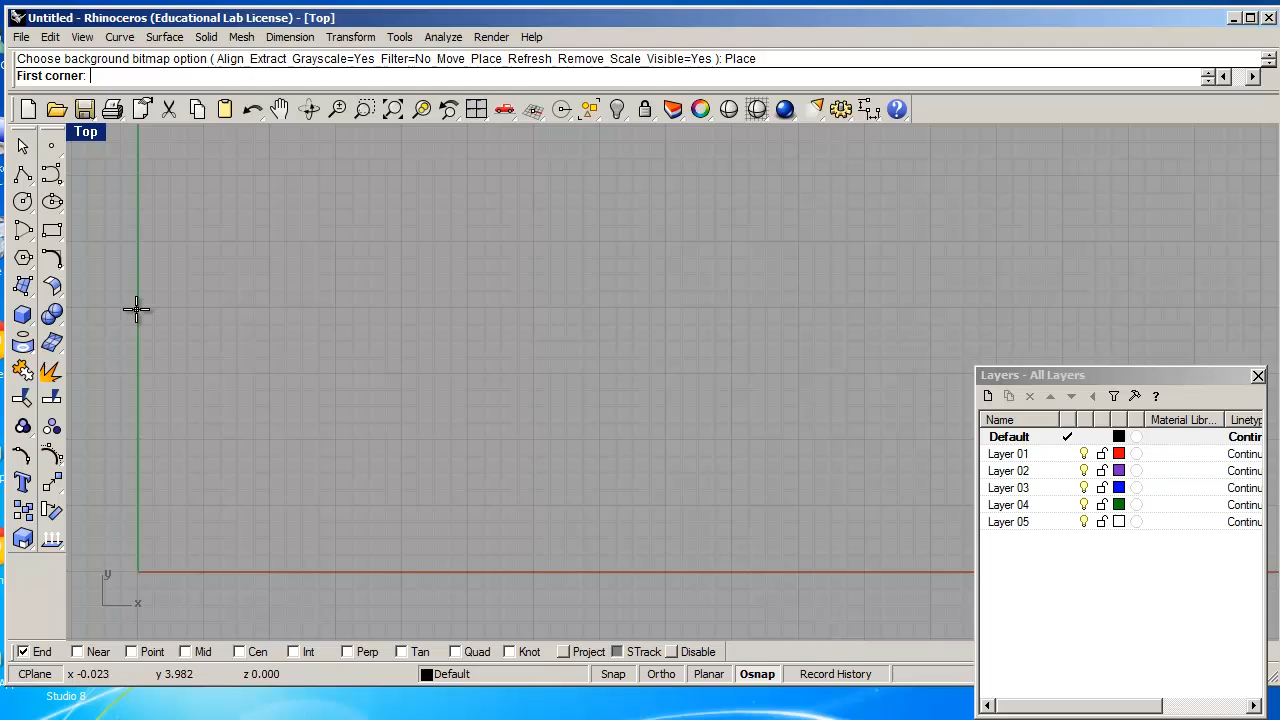 Untitled - Rhinoceros (Educational Lab License) - [Top]
File Edit View Curve Surface Solid Mesh Dimension Transform Tools Analyze Render Help
Choose background bitmap option ( Align Extract Grayscale=Yes Filter=No Move Place Refresh Remove Scale Visible=Yes ): Place
First corner:
Top
Layers - All Layers
Name Material Libr... Linetyp
Default Contir
Layer 01 Continu
Layer 02 Continu
Layer 03 Continu
Layer 04 Continu
Layer 05 Continu
y
x
End Near Point Mid Cen Int Perp Tan Quad Knot Project STrack Disable
CPlane x -0.023 y 3.982 z 0.000 Default Snap Ortho Planar Osnap Record History
Studio 8